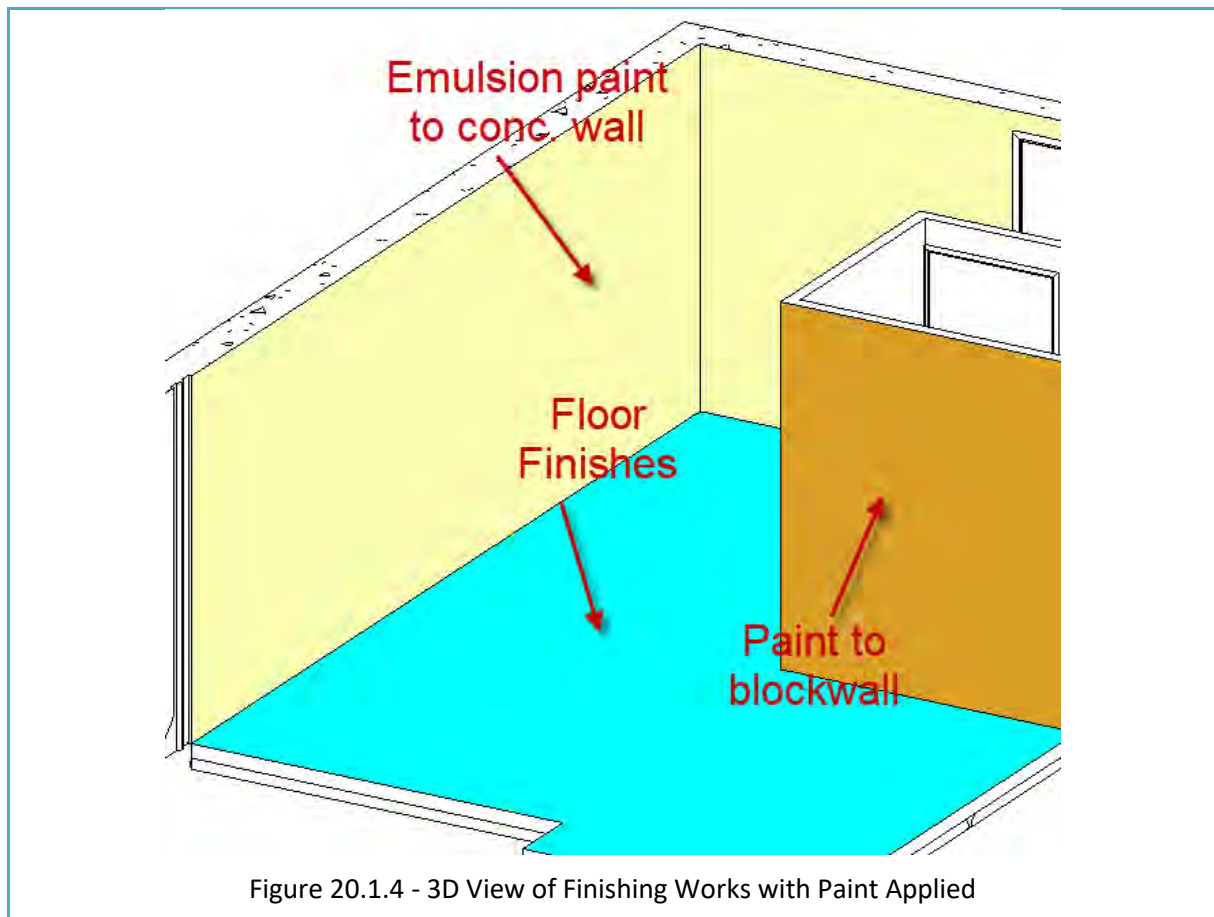 Emulsion paint
to conc. wall
Floor
Finishes
Paint to
blockwall
Figure 20.1.4 - 3D View of Finishing Works with Paint Applied